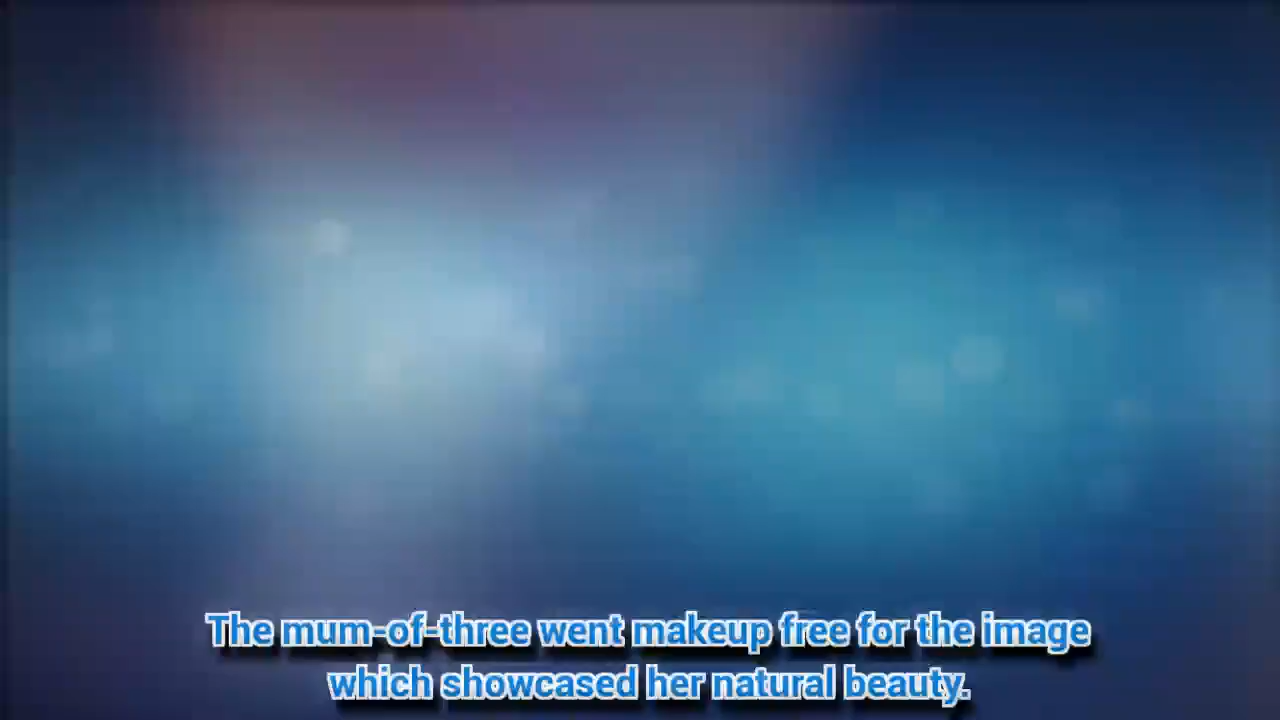 The mum-of-three went makeup free for the image
which showcased her natural beauty.